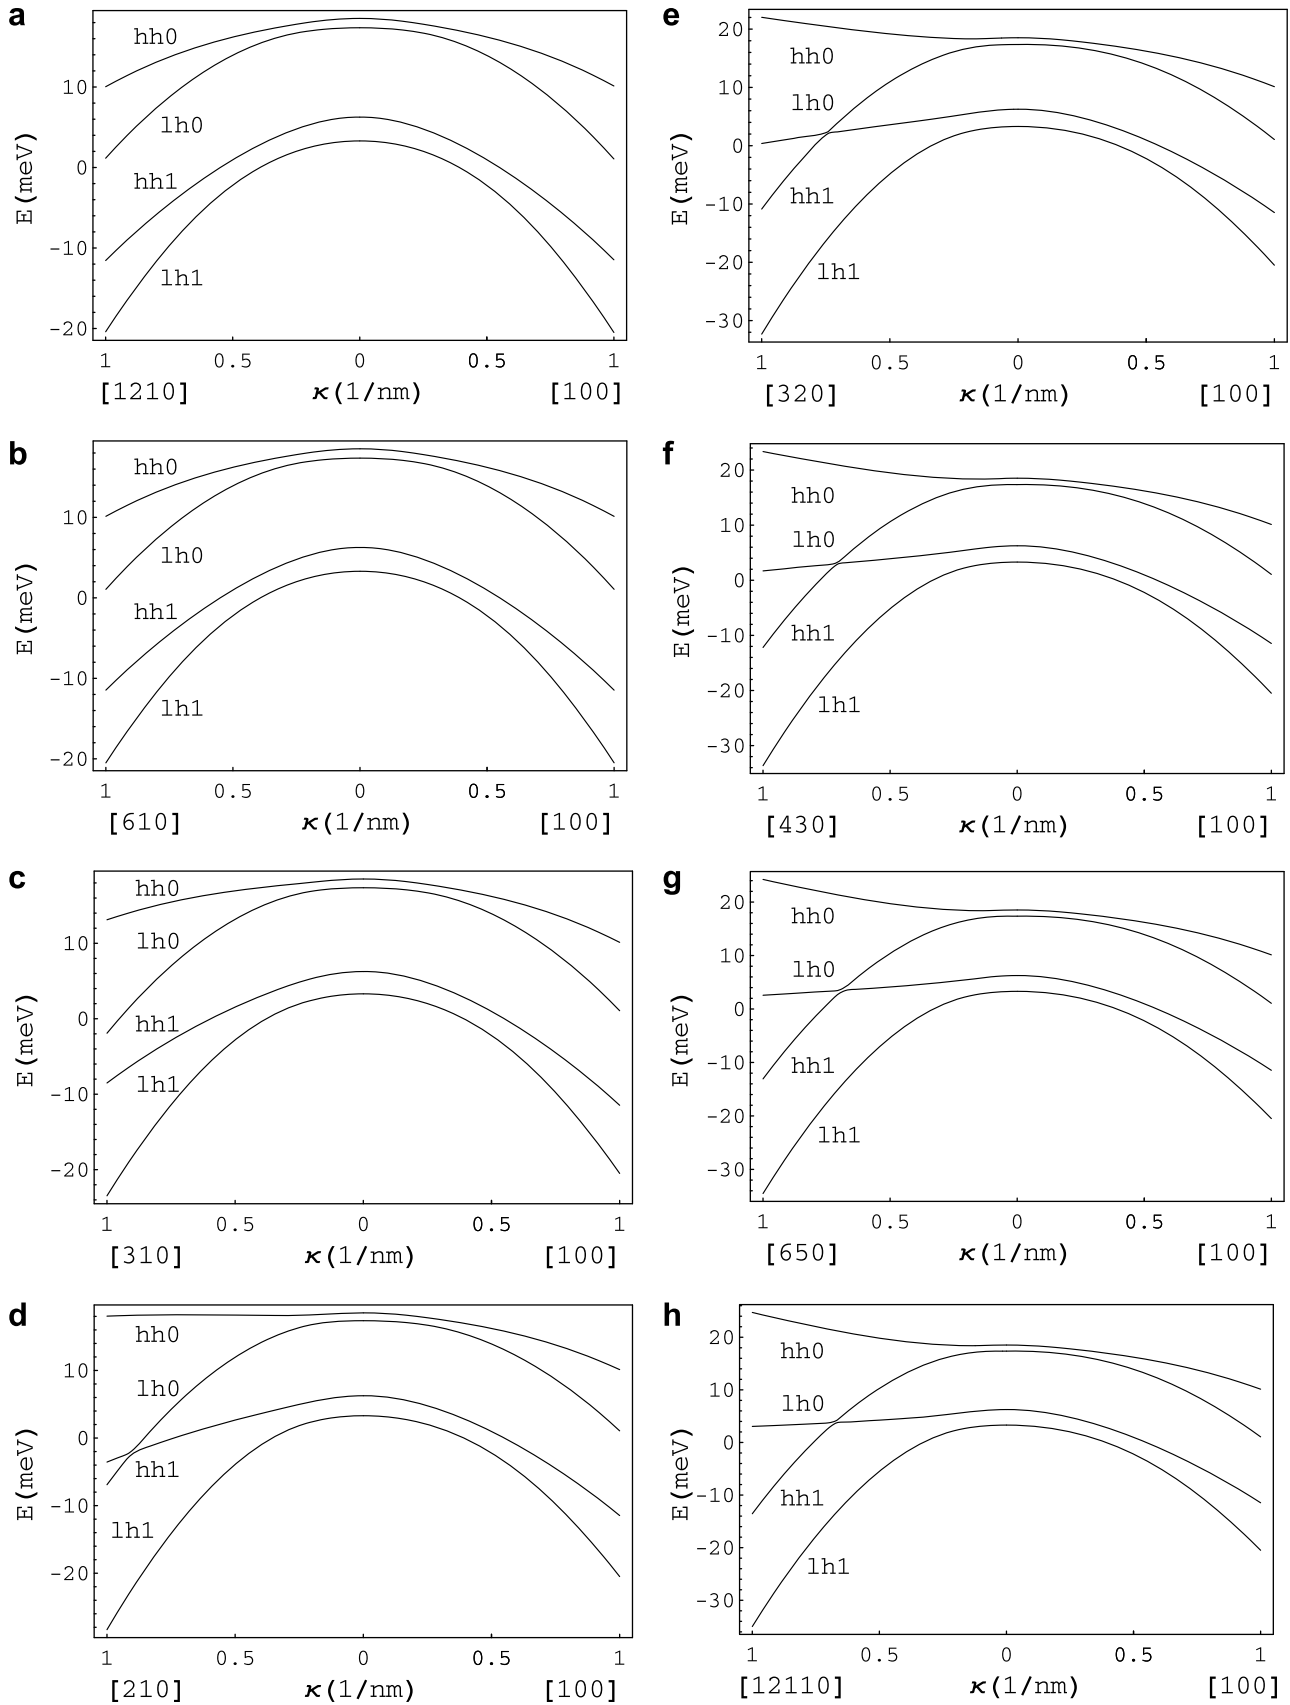 a
hh0
lh0
hh1
lh1
E(meV)
10
0
-10
-20
1 0.5 0 0.5 1
[1210] κ(1/nm) [100]
b
hh0
lh0
hh1
lh1
E(meV)
10
0
-10
-20
1 0.5 0 0.5 1
[610] κ(1/nm) [100]
c
hh0
lh0
hh1
lh1
E(meV)
10
0
-10
-20
1 0.5 0 0.5 1
[310] κ(1/nm) [100]
d
hh0
lh0
hh1
lh1
E(meV)
10
0
-10
-20
1 0.5 0 0.5 1
[210] κ(1/nm) [100]
e
hh0
lh0
hh1
lh1
E(meV)
20
10
0
-10
-20
-30
1 0.5 0 0.5 1
[320] κ(1/nm) [100]
f
hh0
lh0
hh1
lh1
E(meV)
20
10
0
-10
-20
-30
1 0.5 0 0.5 1
[430] κ(1/nm) [100]
g
hh0
lh0
hh1
lh1
E(meV)
20
10
0
-10
-20
-30
1 0.5 0 0.5 1
[650] κ(1/nm) [100]
h
hh0
lh0
hh1
lh1
E(meV)
20
10
0
-10
-20
-30
1 0.5 0 0.5 1
[12110] κ(1/nm) [100]